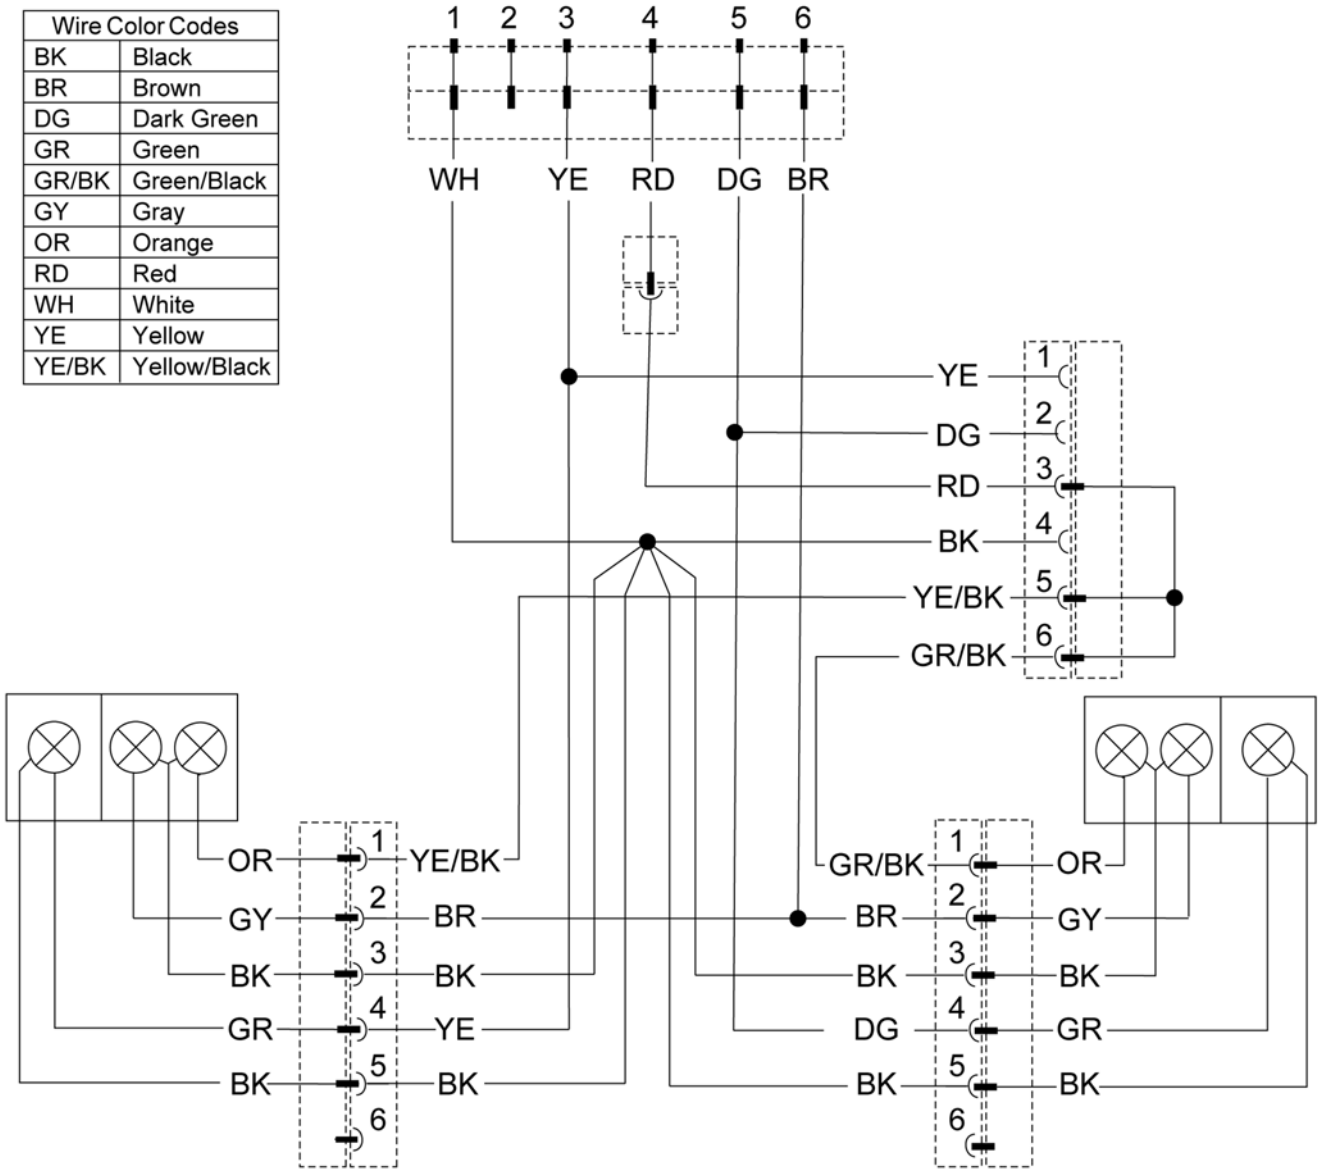 Wire Color Codes
BK Black
BR Brown
DG Dark Green
GR Green
GR/BK Green/Black
GY Gray
OR Orange
RD Red
WH White
YE Yellow
YE/BK Yellow/Black
1 2 3 4 5 6
WH YE RD DG BR
YE 1
DG 2
RD 3
BK 4
YE/BK 5
GR/BK 6
OR 1 YE/BK
GY 2 BR
BK 3 BK
GR 4 YE
BK 5 BK
6
GR/BK 1 OR
BR 2 GY
BK 3 BK
DG 4 GR
BK 5 BK
6